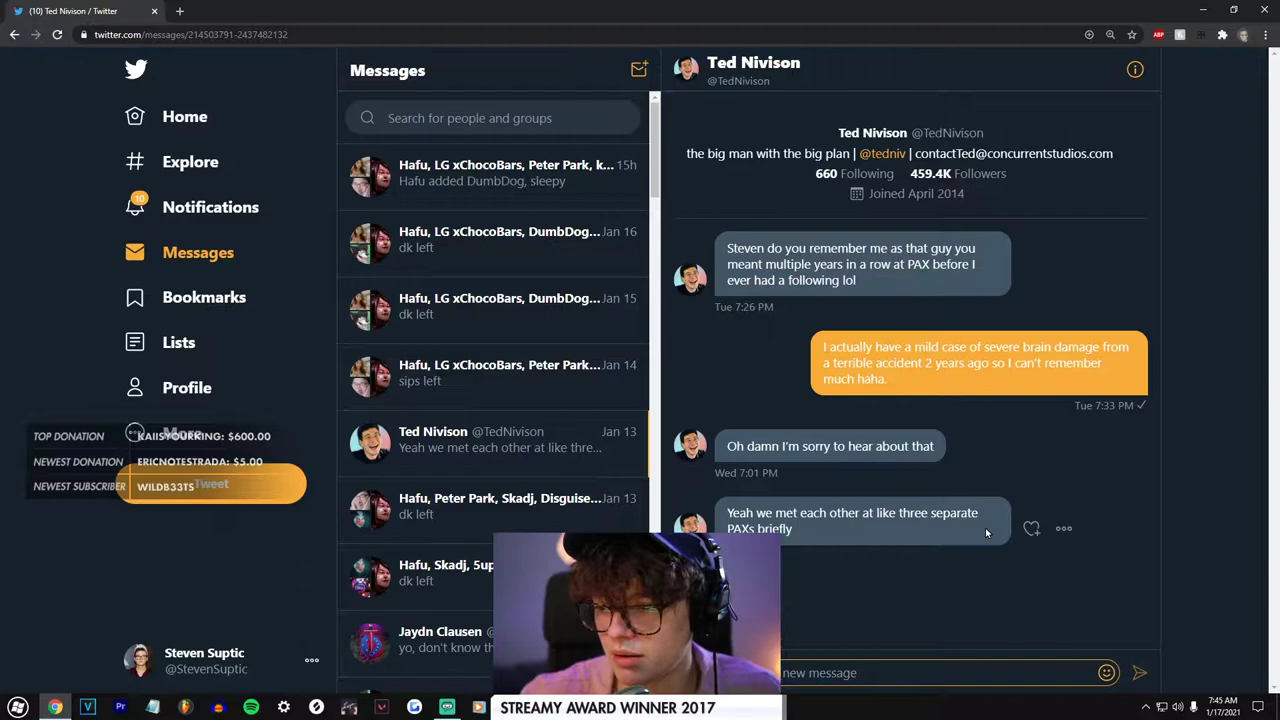 (10) Ted Nivison / Twitter
twitter.com/messages/214503791-2437482132
ABP
Home
Explore
10
Notifications
Messages
Bookmarks
Lists
Profile
More
Tweet
TOP DONATION KAIISYOURKING: $600.00
NEWEST DONATION ERICNOTESTRADA: $5.00
NEWEST SUBSCRIBER WILDB33TS
Steven Suptic
@StevenSuptic
Messages
Search for people and groups
Hafu, LG xChocoBars, Peter Park, k... 15h
Hafu added DumbDog, sleepy
Hafu, LG xChocoBars, DumbDog,... Jan 16
dk left
Hafu, LG xChocoBars, DumbDog... Jan 15
dk left
Hafu, LG xChocoBars, Peter Park... Jan 14
sips left
Ted Nivison @TedNivison Jan 13
Yeah we met each other at like thre...
Hafu, Peter Park, Skadj, Disguise... Jan 13
dk left
Hafu, Skadj, 5up
dk left
Jaydn Clausen
yo, don't know th
Ted Nivison
@TedNivison
Ted Nivison @TedNivison
the big man with the big plan | @tedniv | contactTed@concurrentstudios.com
660 Following 459.4K Followers
Joined April 2014
Steven do you remember me as that guy you
meant multiple years in a row at PAX before I
ever had a following lol
Tue 7:26 PM
I actually have a mild case of severe brain damage from
a terrible accident 2 years ago so I can't remember
much haha.
Tue 7:33 PM
Oh damn I'm sorry to hear about that
Wed 7:01 PM
Yeah we met each other at like three separate
PAXs briefly
new message
STREAMY AWARD WINNER 2017
7:45 AM
1/17/2021